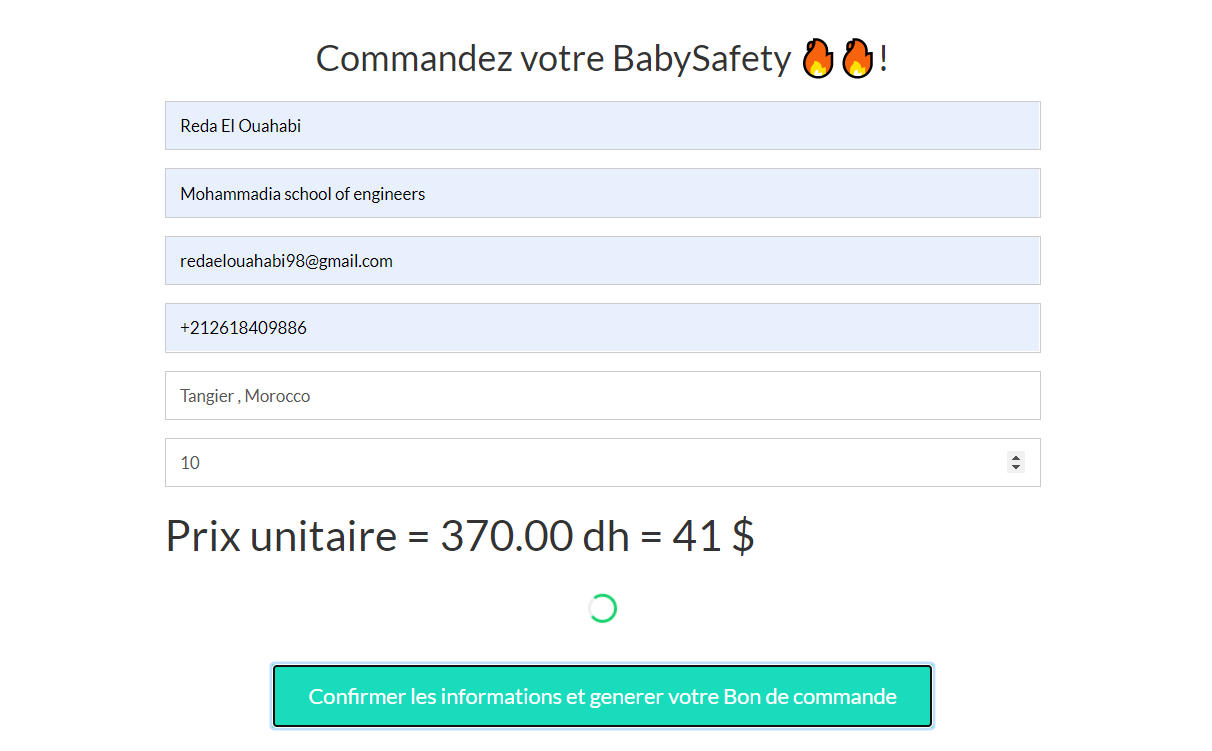 Commandez votre BabySafety 🔥🔥!
Reda El Ouahabi
Mohammadia school of engineers
redaelouahabi98@gmail.com
+212618409886
Tangier , Morocco
10
Prix unitaire = 370.00 dh = 41 $
Confirmer les informations et generer votre Bon de commande